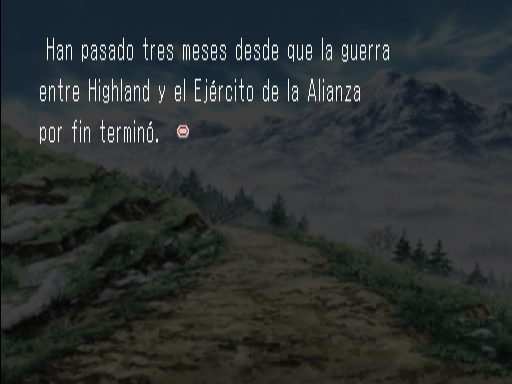 Han pasado tres meses desde que la guerra
entre Highland y el Ejército de la Alianza
por fin terminó.